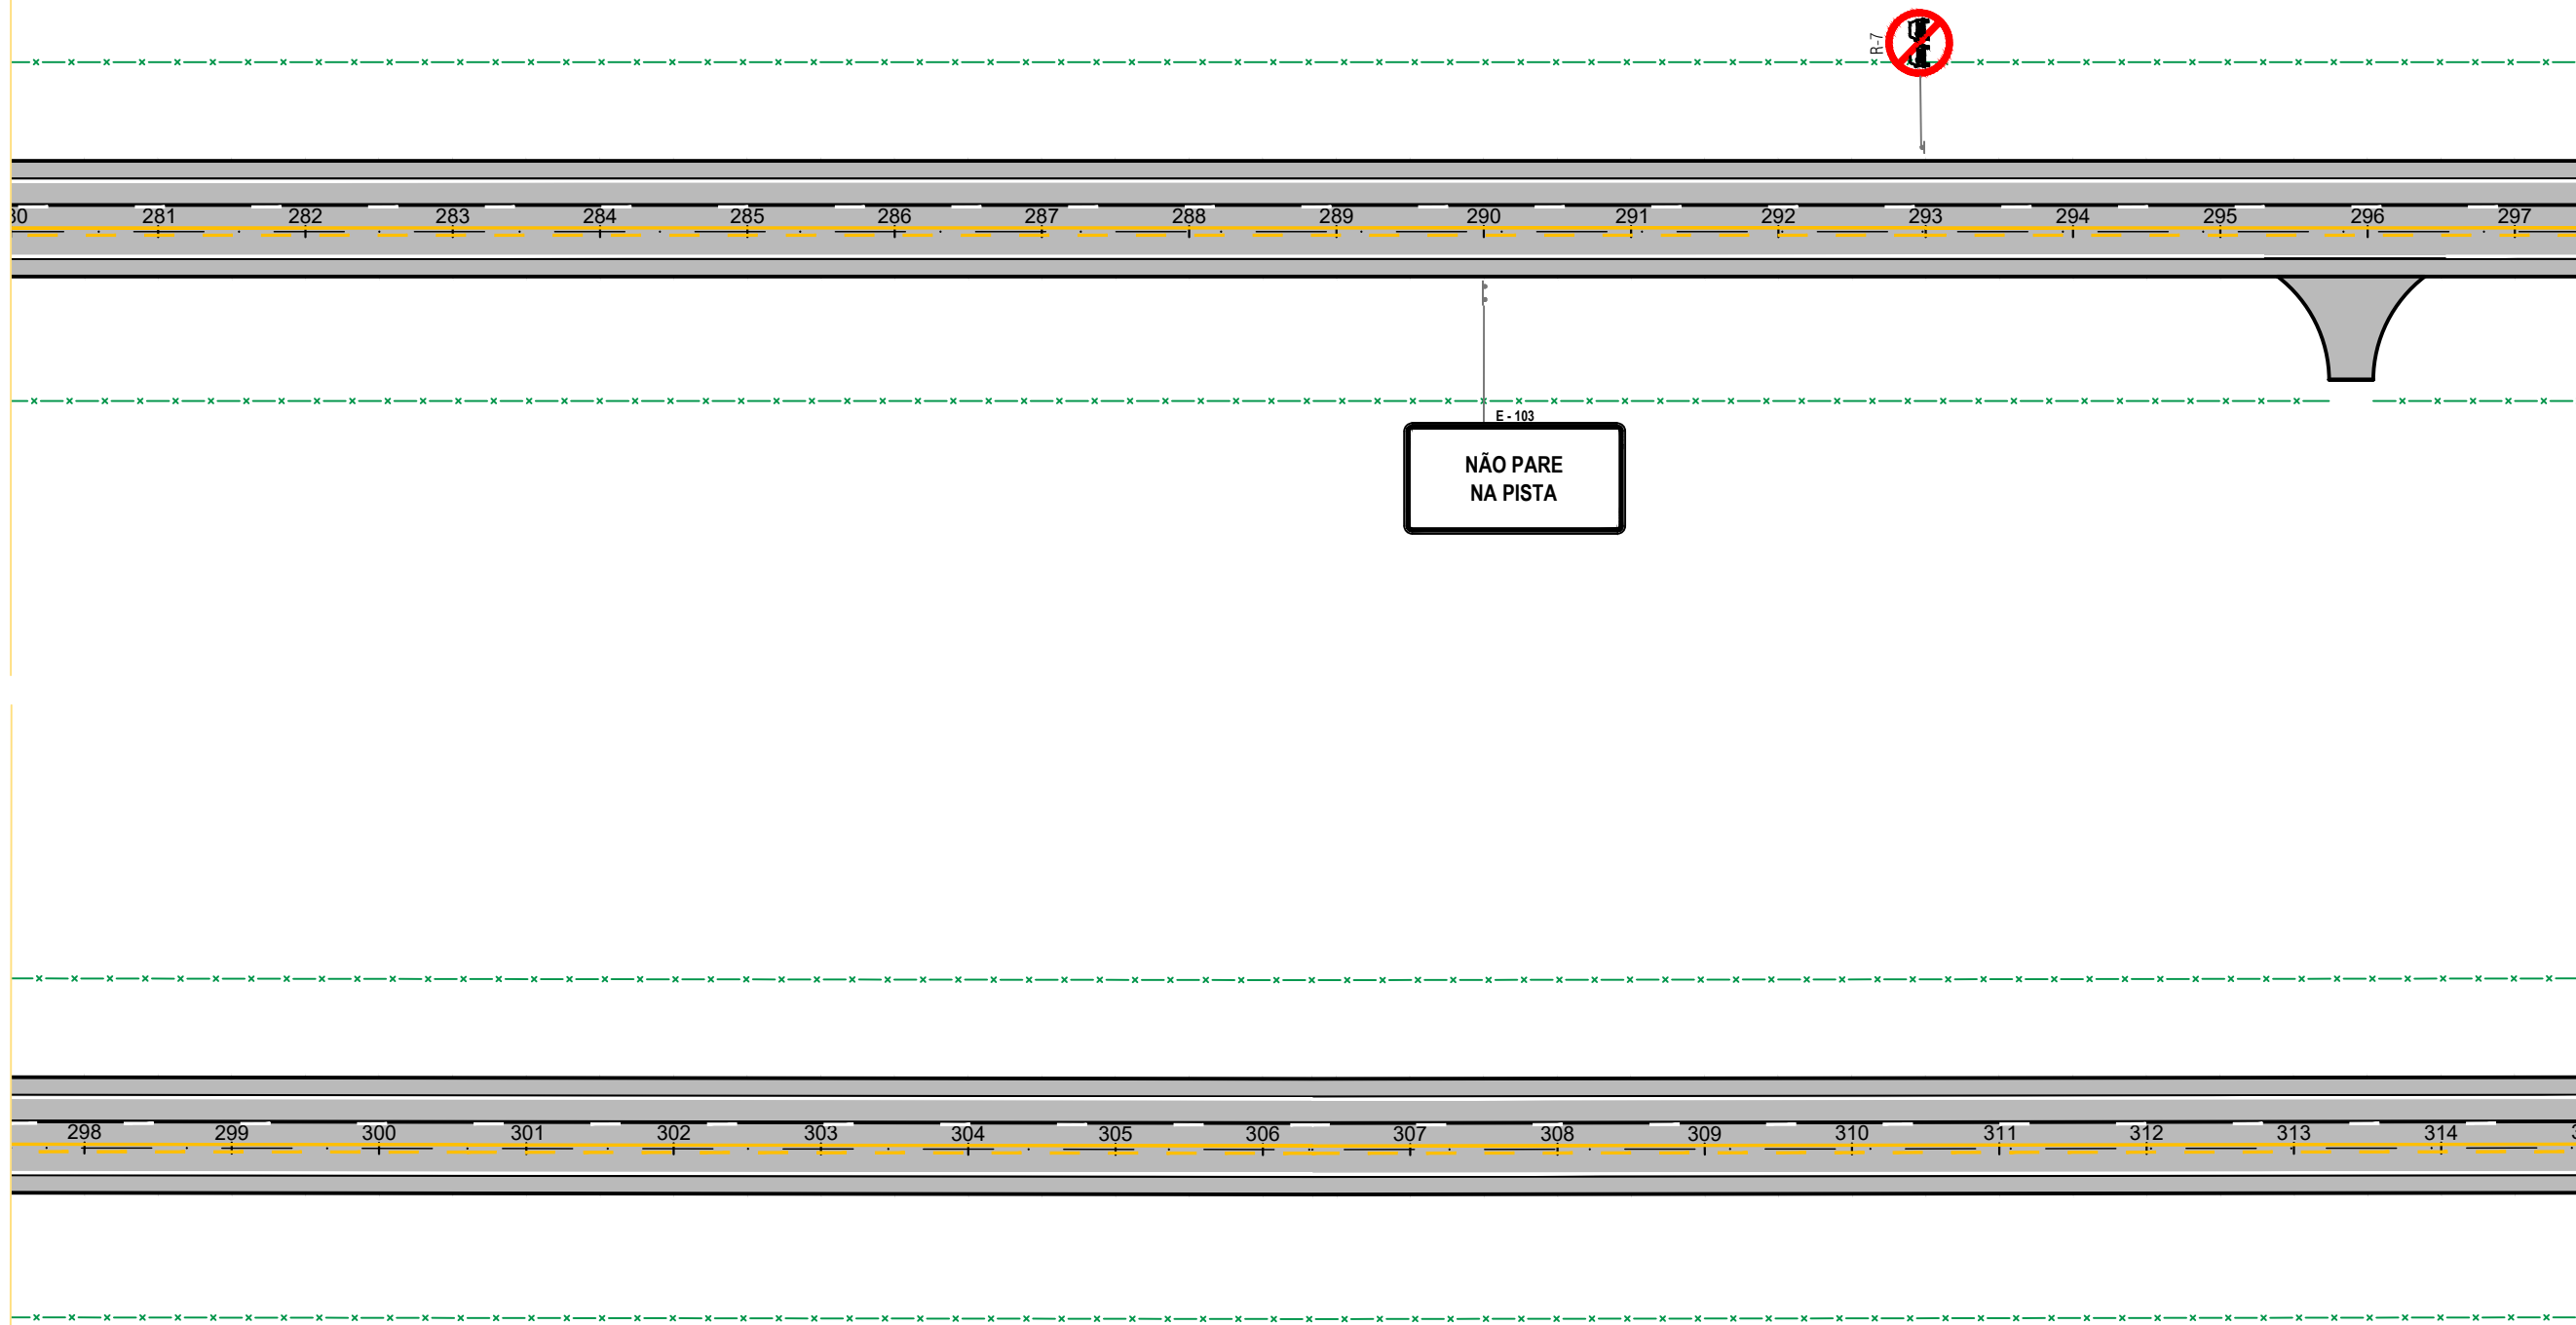 R-7
80
281 282 283 284 285 286 287 288 289 290 291 292 293 294 295 296 297
E - 103
NÃO PARE
NA PISTA
298 299 300 301 302 303 304 305 306 307 308 309 310 311 312 313 314